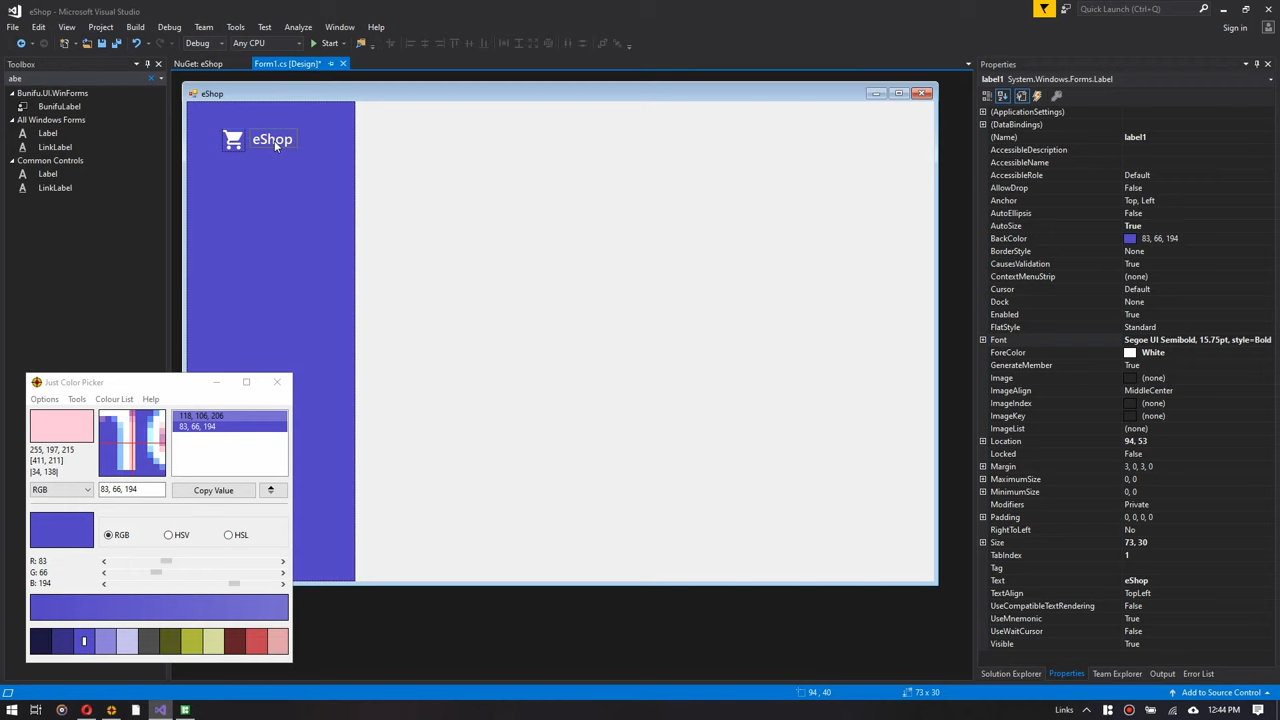 eShop - Microsoft Visual Studio
Quick Launch (Ctrl+Q)
File Edit View Project Build Debug Team Tools Test Analyze Window Help
Sign in
Debug Any CPU Start
Toolbox
NuGet: eShop Form1.cs [Design]*
Properties
abe
label1 System.Windows.Forms.Label
Bunifu.UI.WinForms
BunifuLabel
All Windows Forms
Label
LinkLabel
Common Controls
Label
LinkLabel
eShop
eShop
(ApplicationSettings)
(DataBindings)
(Name) label1
AccessibleDescription
AccessibleName
AccessibleRole Default
AllowDrop False
Anchor Top, Left
AutoEllipsis False
AutoSize True
BackColor 83, 66, 194
BorderStyle None
CausesValidation True
ContextMenuStrip (none)
Cursor Default
Dock None
Enabled True
FlatStyle Standard
Font Segoe UI Semibold, 15.75pt, style=Bold
ForeColor White
GenerateMember True
Image (none)
ImageAlign MiddleCenter
ImageIndex (none)
ImageKey (none)
ImageList (none)
Location 94, 53
Locked False
Margin 3, 0, 3, 0
MaximumSize 0, 0
MinimumSize 0, 0
Modifiers Private
Padding 0, 0, 0, 0
RightToLeft No
Size 73, 30
TabIndex 1
Tag
Text eShop
TextAlign TopLeft
UseCompatibleTextRendering False
UseMnemonic True
UseWaitCursor False
Visible True
Just Color Picker
Options Tools Colour List Help
118, 106, 206
83, 66, 194
255, 197, 215
[411, 211]
|34, 138|
RGB 83, 66, 194 Copy Value
RGB HSV HSL
R: 83
G: 66
B: 194
Solution Explorer Properties Team Explorer Output Error List
94 , 40 73 x 30 Add to Source Control
Links 12:44 PM